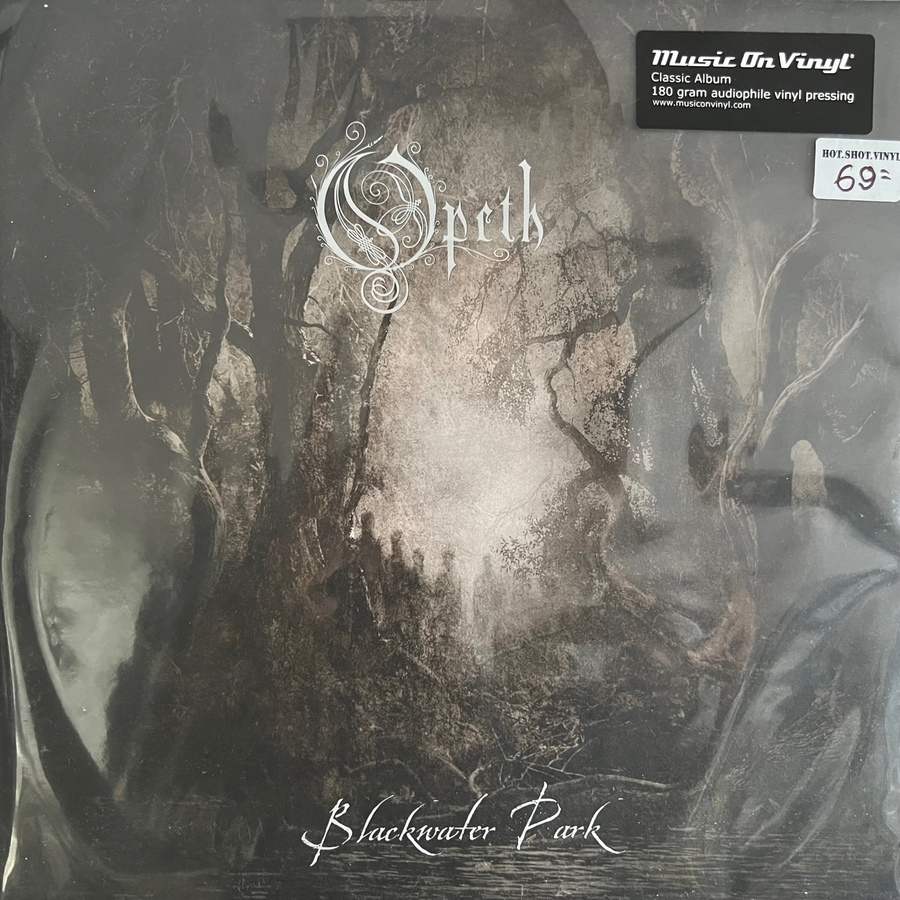 Music On Vinyl
Classic Album
180 gram audiophile vinyl pressing
www.musiconvinyl.com
HOT.SHOT.VINYL
69=
Opeth
Blackwater Park